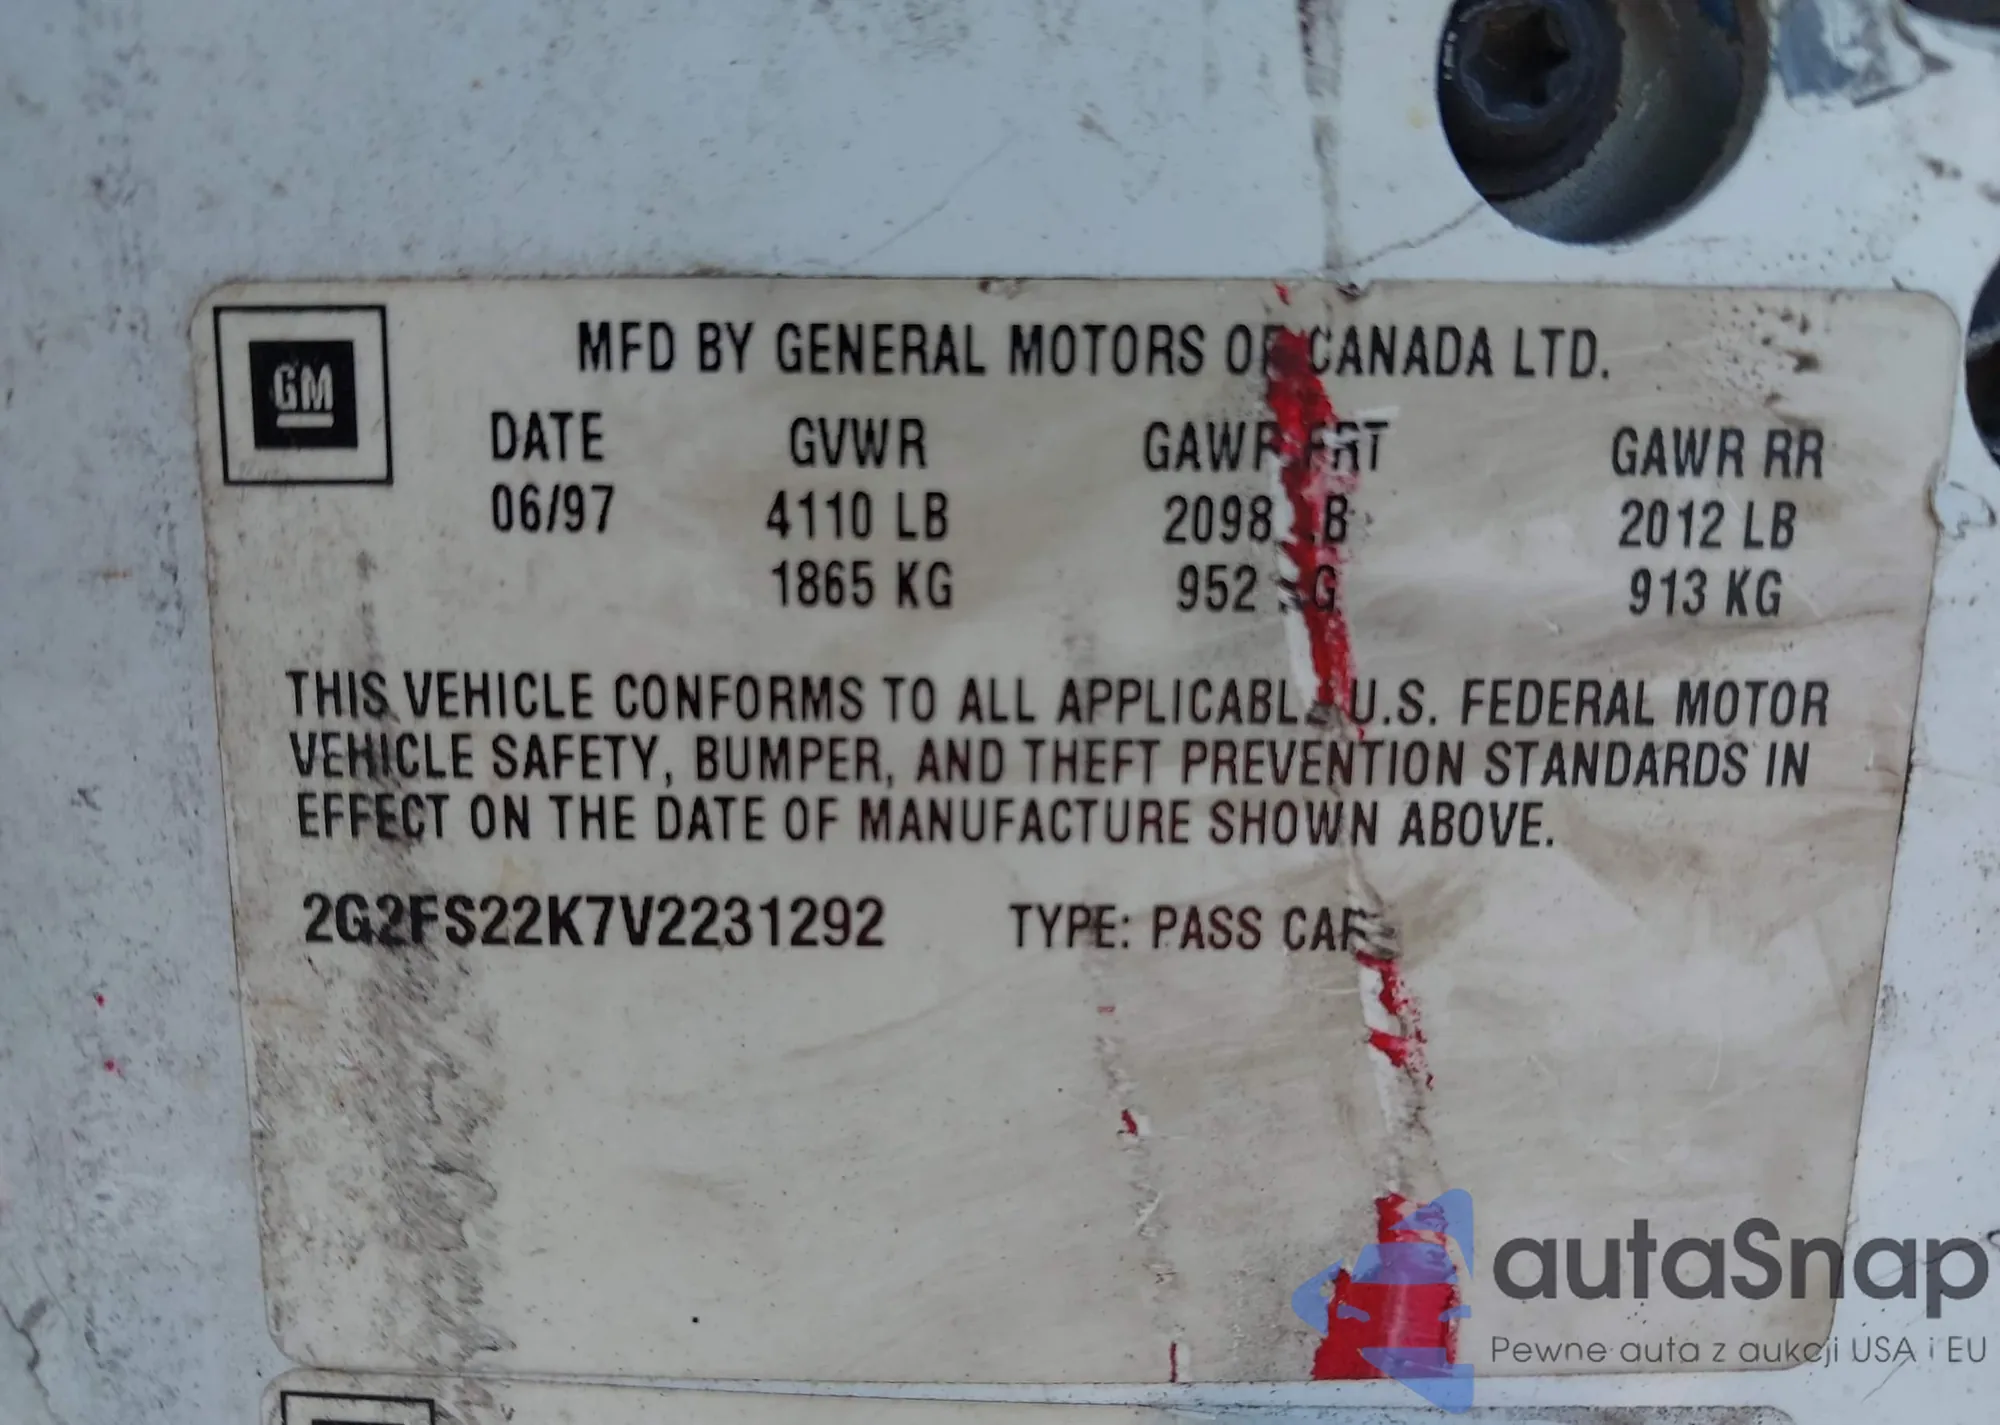 GM
MFD BY GENERAL MOTORS OF CANADA LTD.
DATE GVWR GAWR FRT GAWR RR
06/97 4110 LB 2098 LB 2012 LB
1865 KG 952 KG 913 KG
THIS VEHICLE CONFORMS TO ALL APPLICABLE U.S. FEDERAL MOTOR
VEHICLE SAFETY, BUMPER, AND THEFT PREVENTION STANDARDS IN
EFFECT ON THE DATE OF MANUFACTURE SHOWN ABOVE.
2G2FS22K7V2231292 TYPE: PASS CAR
autaSnap
Pewne auta z aukcji USA i EU